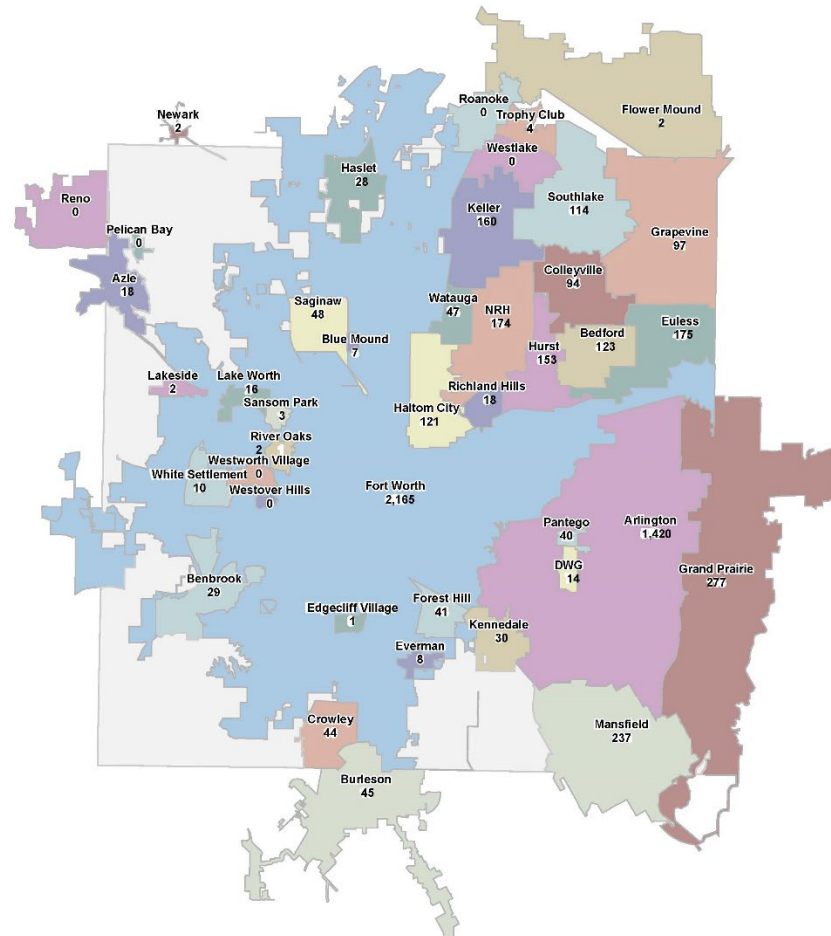 Roanoke
0
Trophy Club
4
Flower Mound
2
Newark
2
Westlake
0
Haslet
28
Southlake
114
Reno
0
Keller
160
Grapevine
97
Pelican Bay
0
Azle
18
Colleyville
94
Saginaw
48
Watauga
47
NRH
174
Euless
175
Bedford
123
Blue Mound
7
Hurst
153
Lakeside
2
Lake Worth
16
Richland Hills
18
Sansom Park
3
Haltom City
121
River Oaks
2
Westworth Village
0
White Settlement
10
Westover Hills
0
Fort Worth
2,165
Pantego
40
Arlington
1,420
DWG
14
Grand Prairie
277
Benbrook
29
Edgecliff Village
1
Forest Hill
41
Kennedale
30
Everman
8
Crowley
44
Mansfield
237
Burleson
45